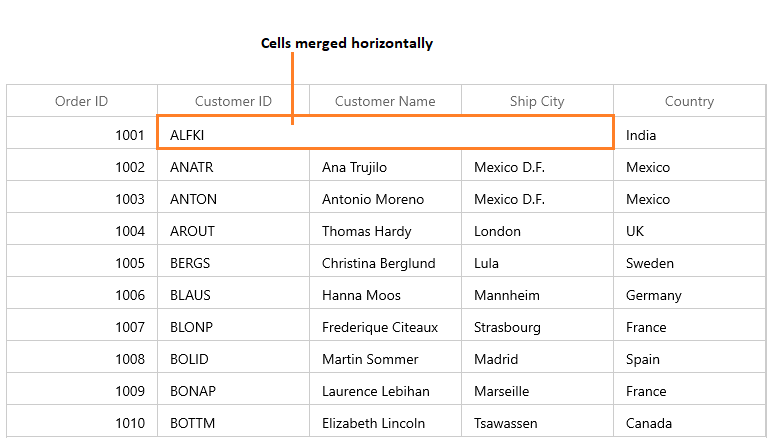 Cells merged horizontally
Order ID Customer ID Customer Name Ship City Country
1001 ALFKI India
1002 ANATR Ana Trujilo Mexico D.F. Mexico
1003 ANTON Antonio Moreno Mexico D.F. Mexico
1004 AROUT Thomas Hardy London UK
1005 BERGS Christina Berglund Lula Sweden
1006 BLAUS Hanna Moos Mannheim Germany
1007 BLONP Frederique Citeaux Strasbourg France
1008 BOLID Martin Sommer Madrid Spain
1009 BONAP Laurence Lebihan Marseille France
1010 BOTTM Elizabeth Lincoln Tsawassen Canada